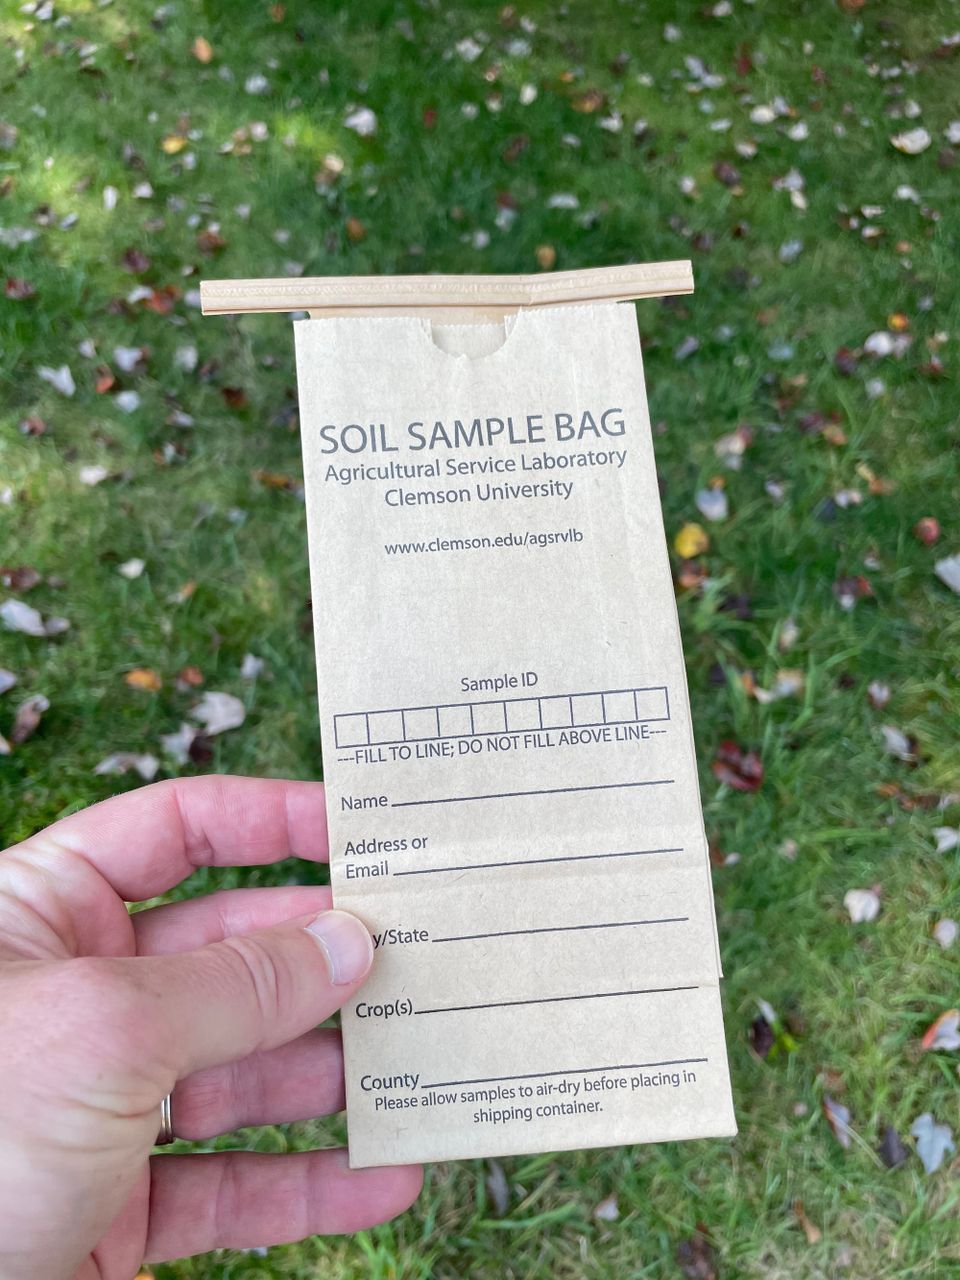 SOIL SAMPLE BAG
Agricultural Service Laboratory
Clemson University
www.clemson.edu/agsrvlb
Sample ID
---FILL TO LINE; DO NOT FILL ABOVE LINE---
Name
Address or
Email
y/State
Crop(s)
County
Please allow samples to air-dry before placing in
shipping container.